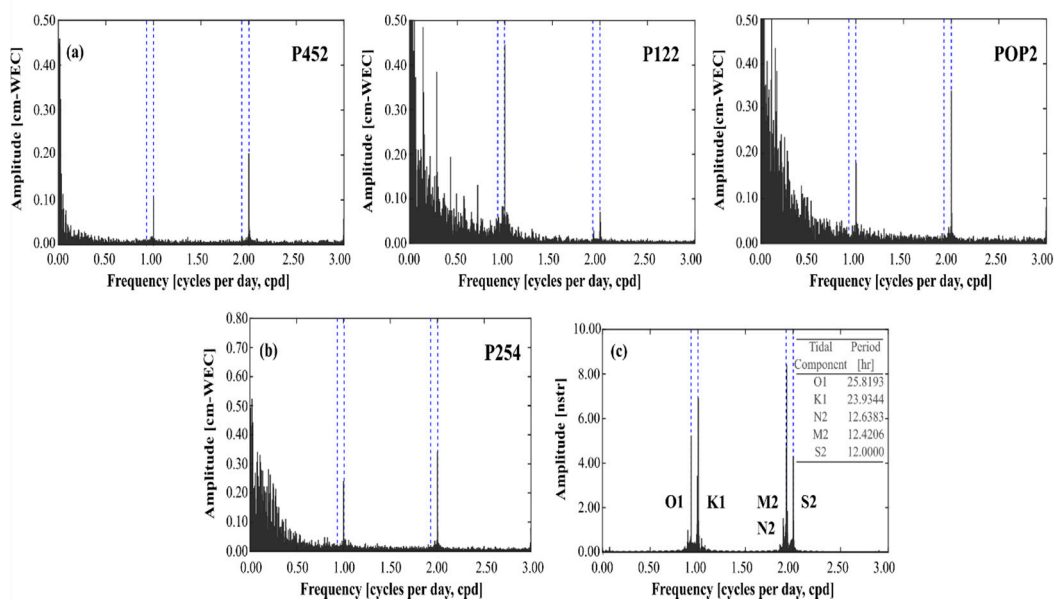 (a)
P452
Amplitude [cm-WEC]
0.50
0.40
0.30
0.20
0.10
0.00
0.00 0.50 1.00 1.50 2.00 2.50 3.00
Frequency [cycles per day, cpd]
P122
Amplitude [cm-WEC]
0.50
0.40
0.30
0.20
0.10
0.00
0.00 0.50 1.00 1.50 2.00 2.50 3.00
Frequency [cycles per day, cpd]
POP2
Amplitude[cm-WEC]
0.50
0.40
0.30
0.20
0.10
0.00
0.00 0.50 1.00 1.50 2.00 2.50 3.00
Frequency [cycles per day, cpd]
(b)
P254
Amplitude [cm-WEC]
0.80
0.70
0.60
0.50
0.40
0.30
0.20
0.10
0.00
0.00 0.50 1.00 1.50 2.00 2.50 3.00
Frequency [cycles per day, cpd]
(c)
Amplitude [nstr]
10.00
8.00
6.00
4.00
2.00
0.00
0.00 0.50 1.00 1.50 2.00 2.50 3.00
Frequency [cycles per day, cpd]
O1 K1 M2 S2
N2
Tidal Period
Component [hr]
O1 25.8193
K1 23.9344
N2 12.6383
M2 12.4206
S2 12.0000